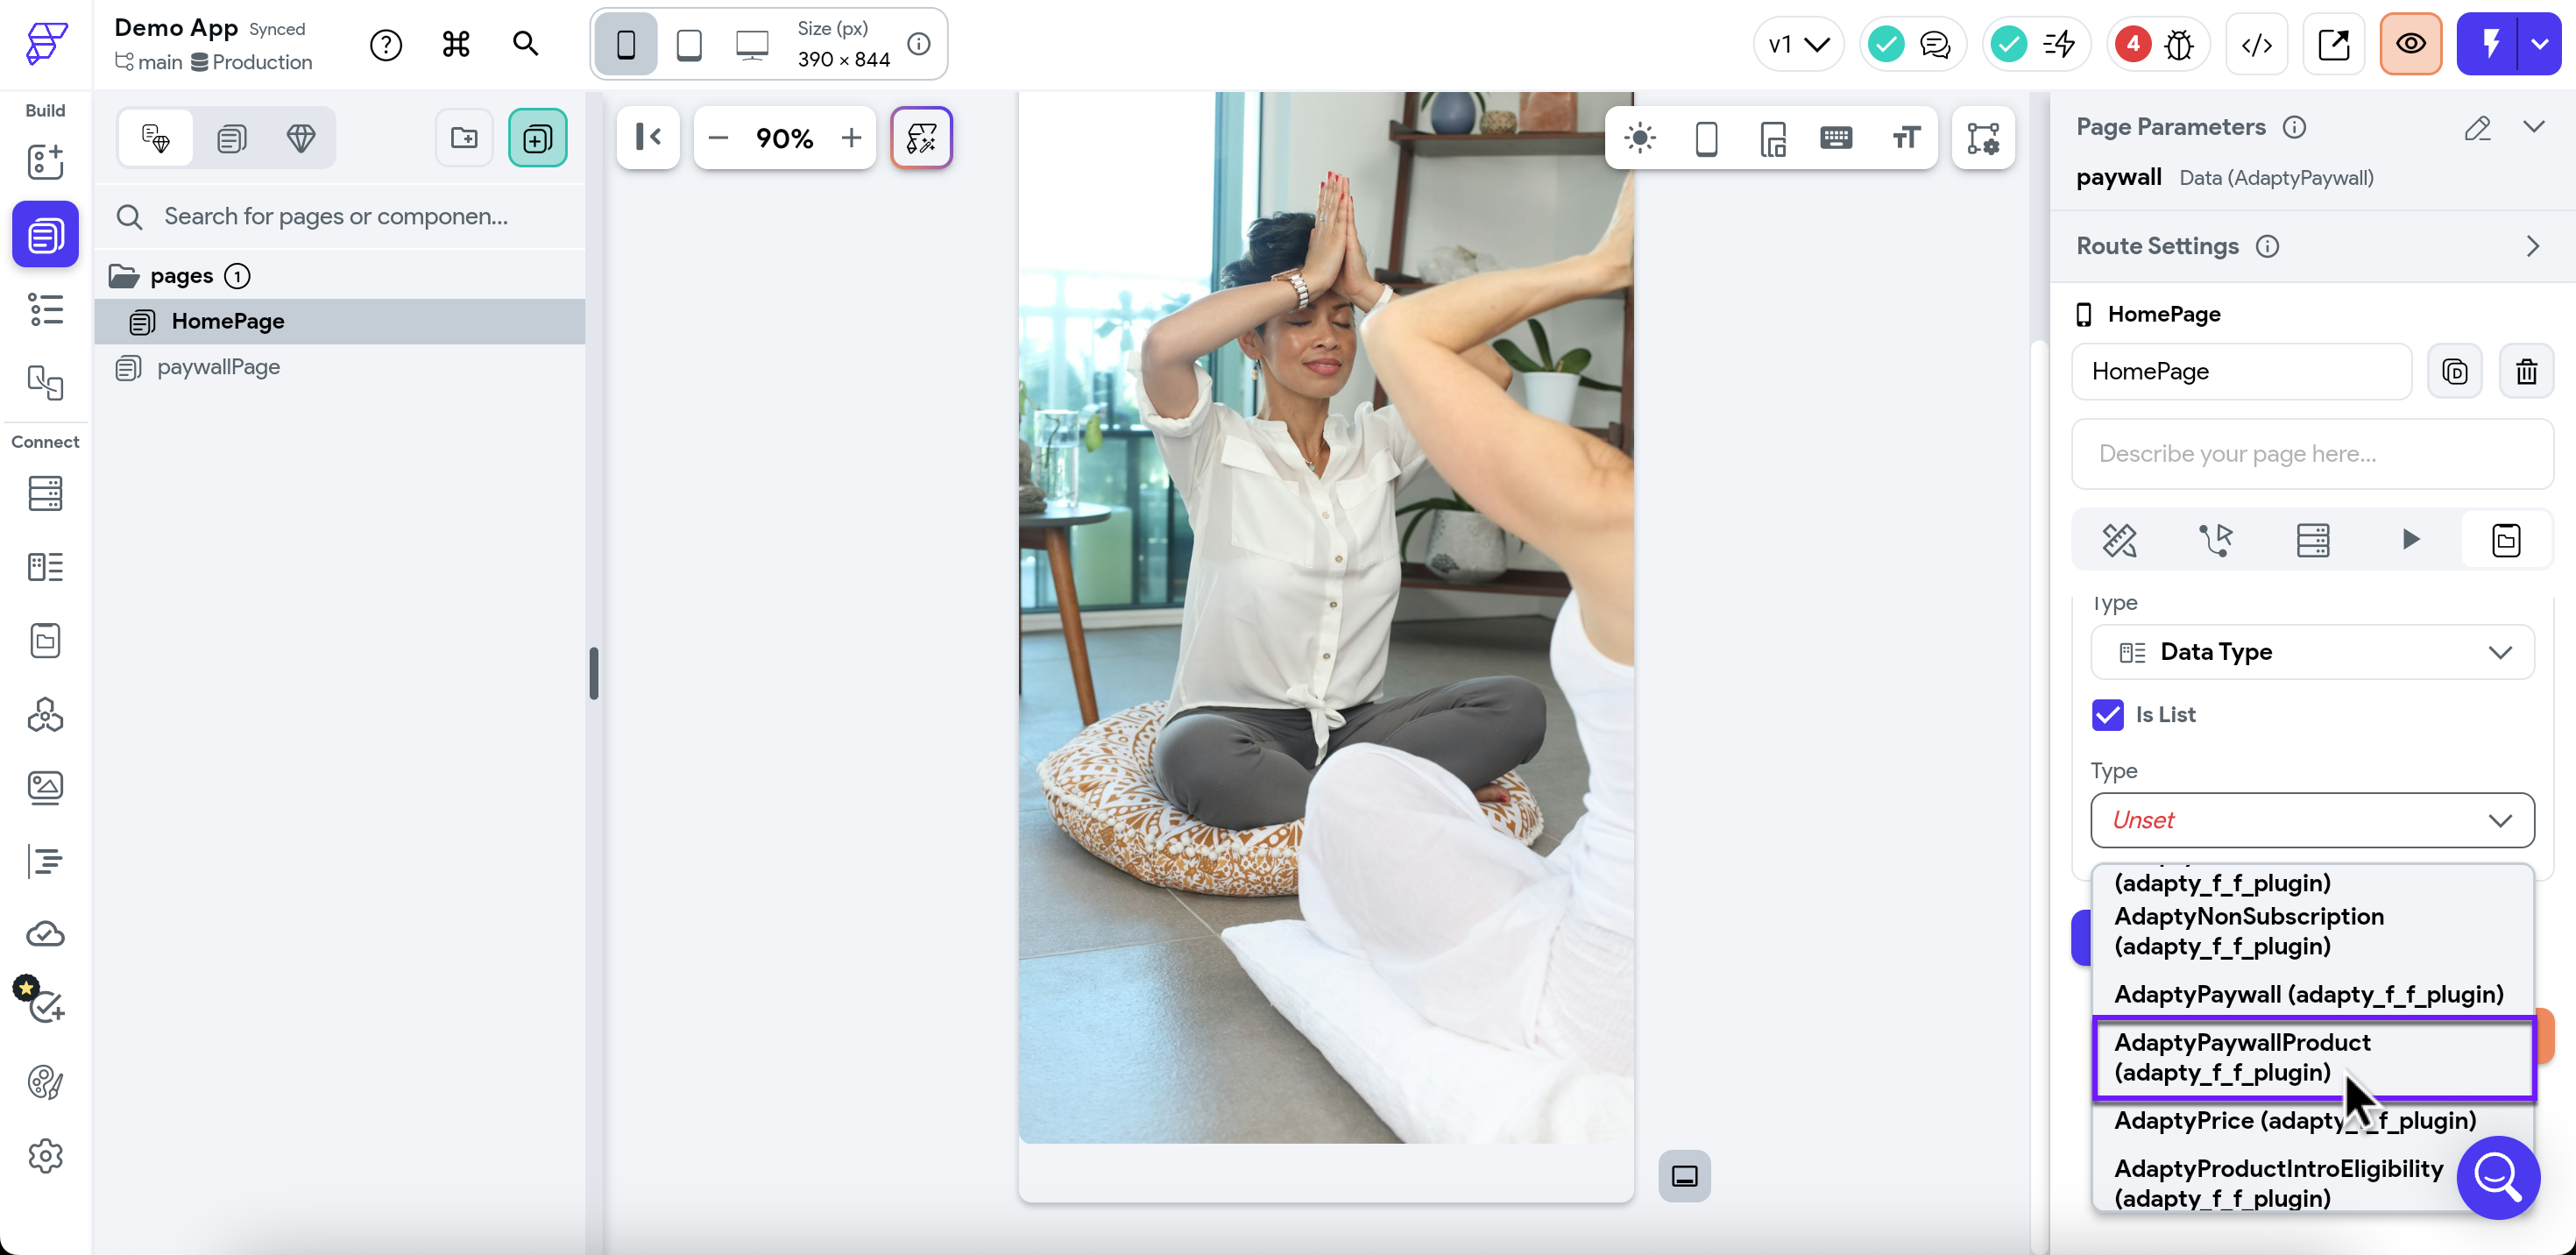 Demo App Synced
main Production
Size (px)
390 × 844
v1
4
Build
Connect
90%
Search for pages or componen...
pages 1
HomePage
paywallPage
Page Parameters
paywall Data (AdaptyPaywall)
Route Settings
HomePage
HomePage
Describe your page here...
Type
Data Type
Is List
Type
Unset
(adapty_f_f_plugin)
AdaptyNonSubscription
(adapty_f_f_plugin)
AdaptyPaywall (adapty_f_f_plugin)
AdaptyPaywallProduct
(adapty_f_f_plugin)
AdaptyPrice (adapty_f_f_plugin)
AdaptyProductIntroEligibility
(adapty_f_f_plugin)